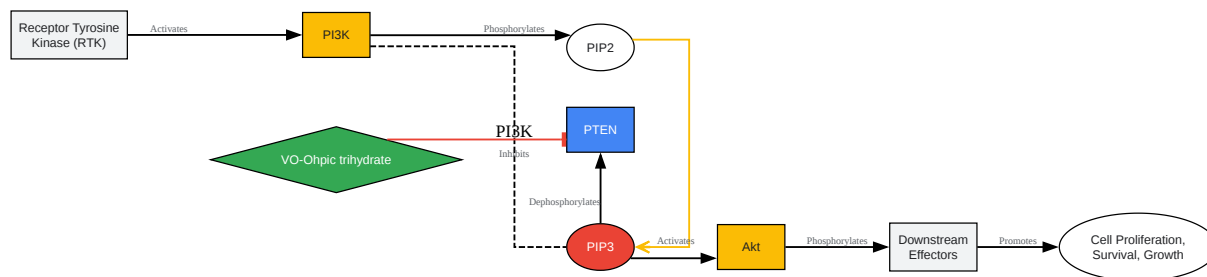 Receptor Tyrosine
Kinase (RTK)
Activates
PI3K
Phosphorylates
PIP2
VO-Ohpic trihydrate
PI3K
Inhibits
PTEN
Dephosphorylates
PIP3
Activates
Akt
Phosphorylates
Downstream
Effectors
Promotes
Cell Proliferation,
Survival, Growth